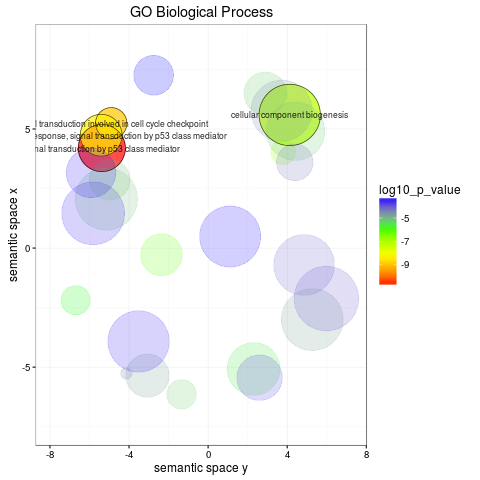 GO Biological Process
cellular component biogenesis
l transduction involved in cell cycle checkpoint
esponse, signal transduction by p53 class mediator
nal transduction by p53 class mediator
log10_p_value
-5
-7
-9
5
0
-5
-8
-4
0
4
8
semantic space y
semantic space x